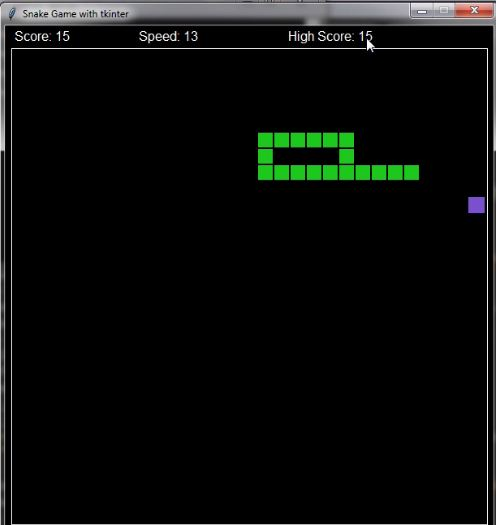 Snake Game with tkinter
Score: 15 Speed: 13 High Score: 15